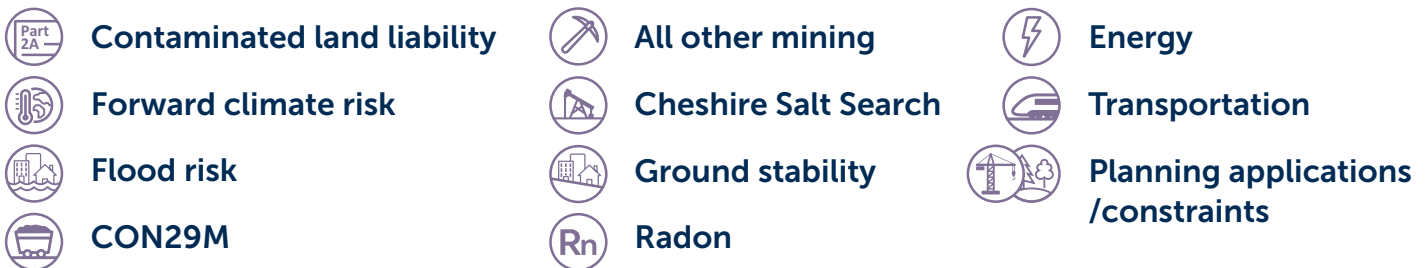 Part
2A
Contaminated land liability
Forward climate risk
Flood risk
CON29M
All other mining
Cheshire Salt Search
Ground stability
Rn
Radon
Energy
Transportation
Planning applications
/constraints